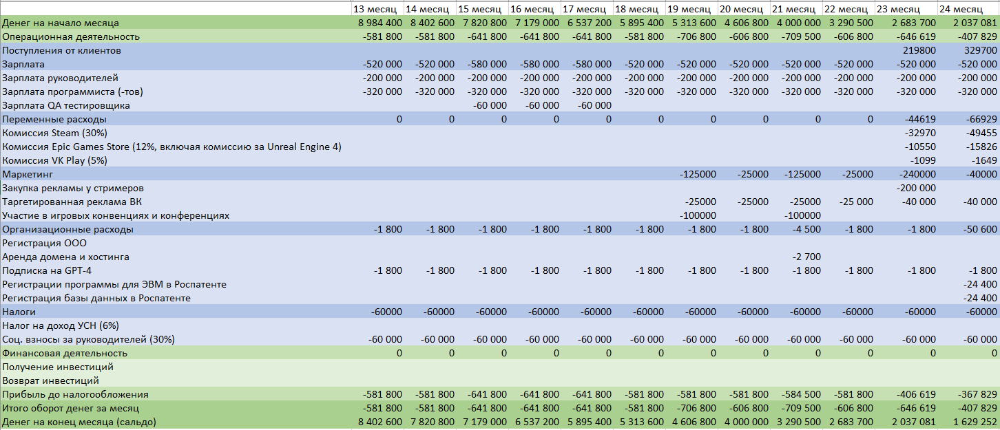 13 месяц 14 месяц 15 месяц 16 месяц 17 месяц 18 месяц 19 месяц 20 месяц 21 месяц 22 месяц 23 месяц 24 месяц
Денег на начало месяца 8 984 400 8 402 600 7 820 800 7 179 000 6 537 200 5 895 400 5 313 600 4 606 800 4 000 000 3 290 500 2 683 700 2 037 081
Операционная деятельность -581 800 -581 800 -641 800 -641 800 -641 800 -581 800 -706 800 -606 800 -709 500 -606 800 -646 619 -407 829
Поступления от клиентов 219800 329700
Зарплата -520 000 -520 000 -580 000 -580 000 -580 000 -520 000 -520 000 -520 000 -520 000 -520 000 -520 000 -520 000
Зарплата руководителей -200 000 -200 000 -200 000 -200 000 -200 000 -200 000 -200 000 -200 000 -200 000 -200 000 -200 000 -200 000
Зарплата программиста (-тов) -320 000 -320 000 -320 000 -320 000 -320 000 -320 000 -320 000 -320 000 -320 000 -320 000 -320 000 -320 000
Зарплата QA тестировщика -60 000 -60 000 -60 000
Переменные расходы 0 0 0 0 0 0 0 0 0 0 -44619 -66929
Комиссия Steam (30%) -32970 -49455
Комиссия Epic Games Store (12%, включая комиссию за Unreal Engine 4) -10550 -15826
Комиссия VK Play (5%) -1099 -1649
Маркетинг -125000 -25000 -125000 -25000 -240000 -40000
Закупка рекламы у стримеров -200 000
Таргетированная реклама ВК -25000 -25000 -25000 -25 000 -40 000 -40 000
Участие в игровых конвенциях и конференциях -100000 -100000
Организационные расходы -1 800 -1 800 -1 800 -1 800 -1 800 -1 800 -1 800 -1 800 -4 500 -1 800 -1 800 -50 600
Регистрация ООО
Аренда домена и хостинга -2 700
Подписка на GPT-4 -1 800 -1 800 -1 800 -1 800 -1 800 -1 800 -1 800 -1 800 -1 800 -1 800 -1 800 -1 800
Регистрации программы для ЭВМ в Роспатенте -24 400
Регистрация базы данных в Роспатенте -24 400
Налоги -60000 -60000 -60000 -60000 -60000 -60000 -60000 -60000 -60000 -60000 -60000 -60000
Налог на доход УСН (6%)
Соц. взносы за руководителей (30%) -60 000 -60 000 -60 000 -60 000 -60 000 -60 000 -60 000 -60 000 -60 000 -60 000 -60 000 -60 000
Финансовая деятельность 0 0 0 0 0 0 0 0 0 0 0 0
Получение инвестиций
Возврат инвестиций
Прибыль до налогообложения -581 800 -581 800 -641 800 -641 800 -641 800 -581 800 -581 800 -581 800 -584 500 -581 800 -406 619 -367 829
Итого оборот денег за месяц -581 800 -581 800 -641 800 -641 800 -641 800 -581 800 -706 800 -606 800 -709 500 -606 800 -646 619 -407 829
Денег на конец месяца (сальдо) 8 402 600 7 820 800 7 179 000 6 537 200 5 895 400 5 313 600 4 606 800 4 000 000 3 290 500 2 683 700 2 037 081 1 629 252